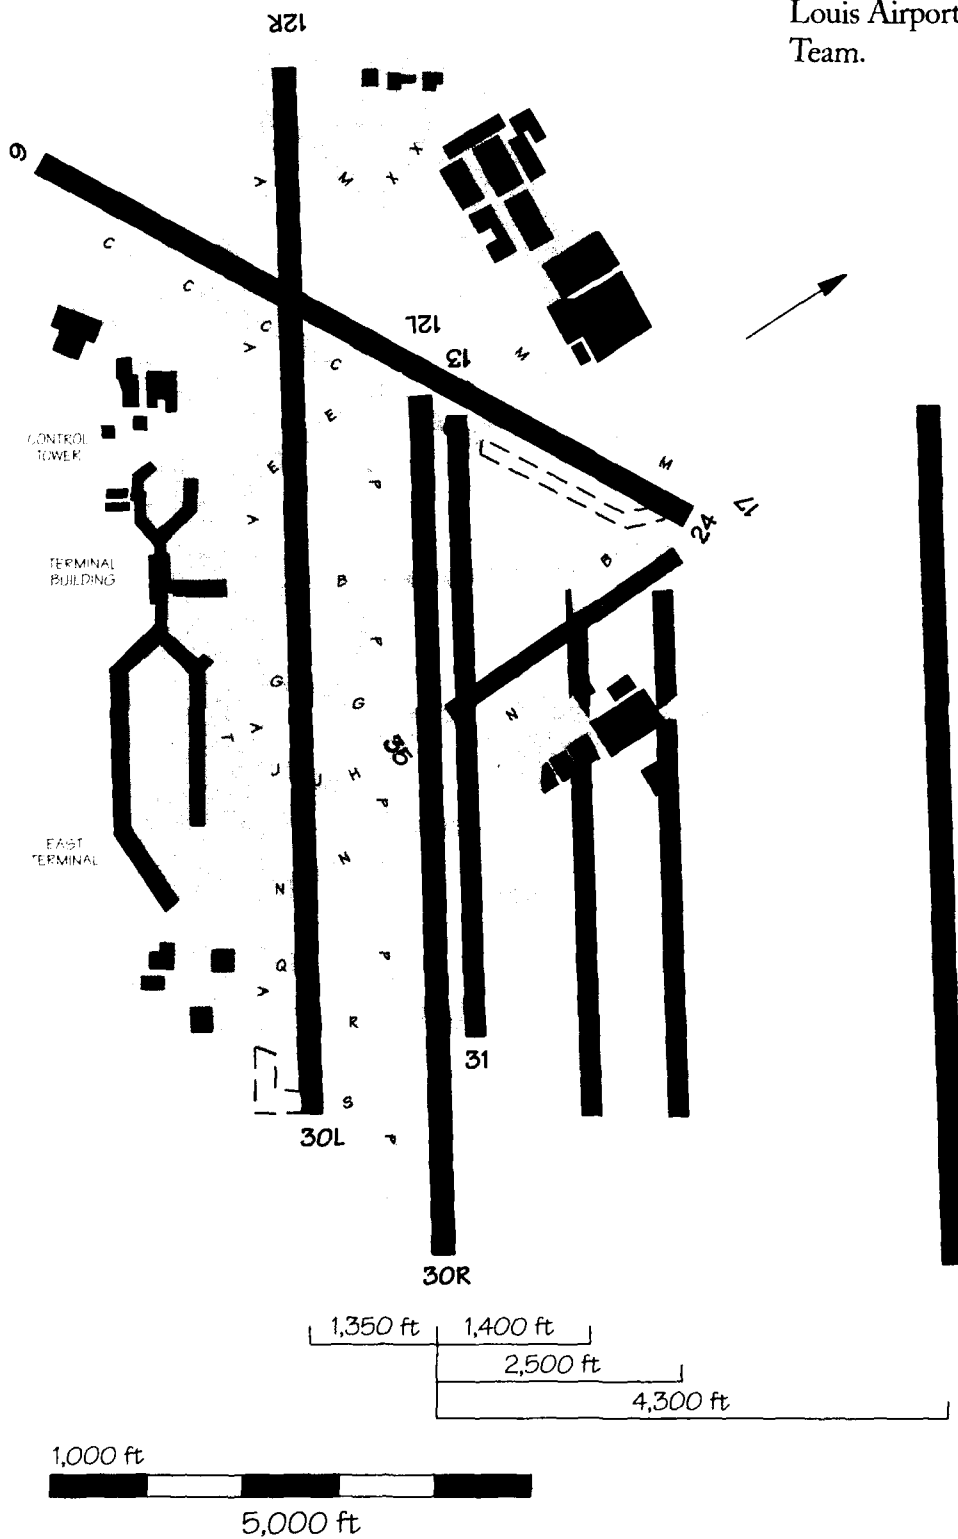 Louis Airport
Team.
12R
6
X
A
M
X
C
C
C
12L
A
C
13
M
E
CONTROL
TOWER
E
P
M
A
17
24
TERMINAL
BUILDING
B
B
P
G
G
N
T
A
35
J
J
H
P
EAST
TERMINAL
N
N
Q
P
A
R
31
S
30L
P
30R
1,350 ft
1,400 ft
2,500 ft
4,300 ft
1,000 ft
5,000 ft